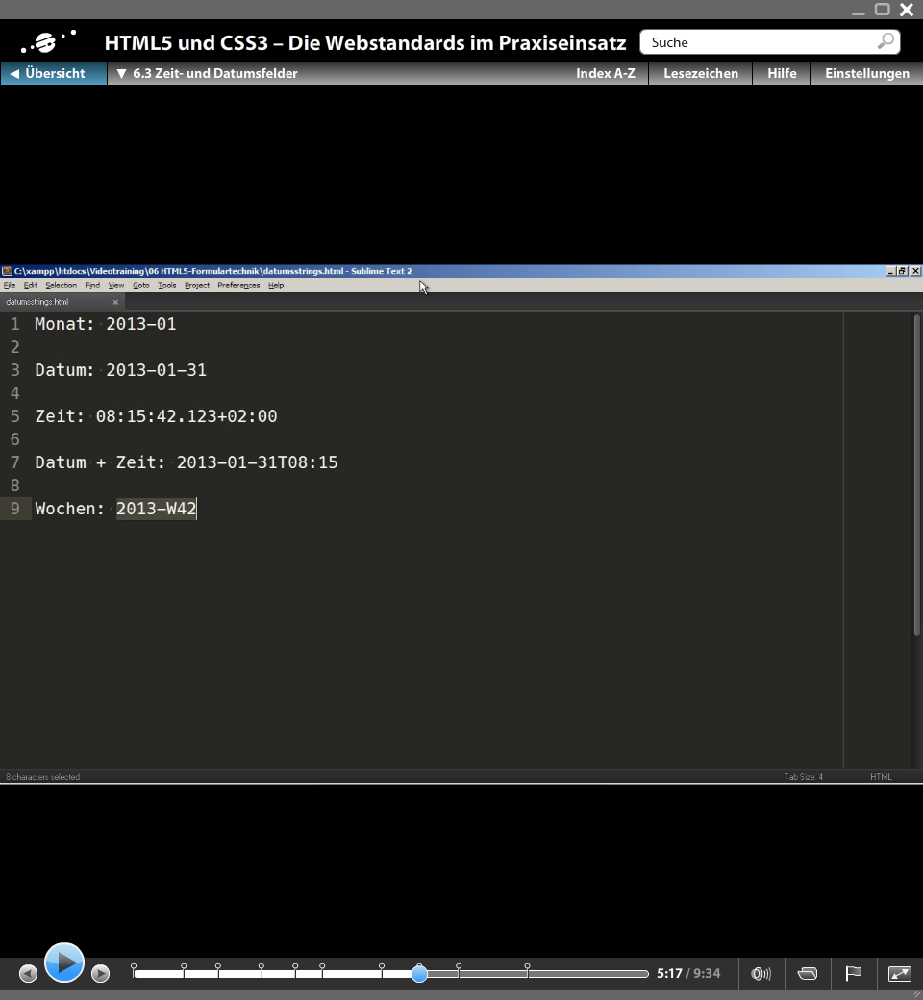 HTML5 und CSS3 – Die Webstandards im Praxiseinsatz
Suche
◀ Übersicht
▼ 6.3 Zeit- und Datumsfelder
Index A-Z
Lesezeichen
Hilfe
Einstellungen
C:\xampp\htdocs\Videotraining\06 HTML5-Formulartechnik\datumsstrings.html - Sublime Text 2
File Edit Selection Find View Goto Tools Project Preferences Help
datumsstrings.html
1 Monat: 2013-01
2
3 Datum: 2013-01-31
4
5 Zeit: 08:15:42.123+02:00
6
7 Datum + Zeit: 2013-01-31T08:15
8
9 Wochen: 2013-W42
8 characters selected
Tab Size: 4
HTML
5:17 / 9:34